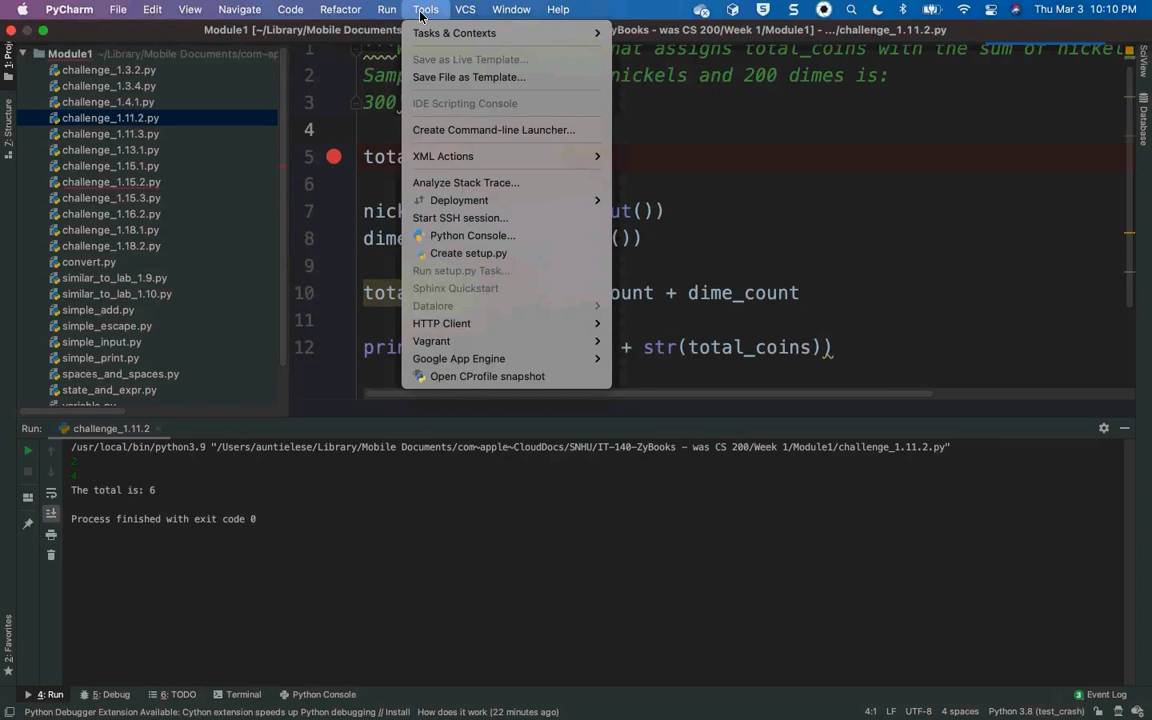 PyCharm File Edit View Navigate Code Refactor Run Tools VCS Window Help Thu Mar 3 10:10 PM
Module1 [~/Library/Mobile Documents/com~apple yBooks - was CS 200/Week 1/Module1] - .../challenge_1.11.2.py
Module1 ~/Library/Mobile Documents/com~ap
challenge_1.3.2.py
challenge_1.3.4.py
challenge_1.4.1.py
challenge_1.11.2.py
challenge_1.11.3.py
challenge_1.13.1.py
challenge_1.15.1.py
challenge_1.15.2.py
challenge_1.15.3.py
challenge_1.16.2.py
challenge_1.18.1.py
challenge_1.18.2.py
convert.py
similar_to_lab_1.9.py
similar_to_lab_1.10.py
simple_add.py
simple_escape.py
simple_input.py
simple_print.py
spaces_and_spaces.py
state_and_expr.py
variable.py
Z: Structure
2: Favorites
SciView
Database
Tasks & Contexts
Save as Live Template...
Save File as Template...
IDE Scripting Console
Create Command-line Launcher...
XML Actions
Analyze Stack Trace...
Deployment
Start SSH session...
Python Console...
Create setup.py
Run setup.py Task...
Sphinx Quickstart
Datalore
HTTP Client
Vagrant
Google App Engine
Open CProfile snapshot
1 ''' hat assigns total_coins with the sum of nickel
2 Samp nickels and 200 dimes is:
3 300
4
5 tota
6
7 nick ut())
8 dime ())
9
10 tota ount + dime_count
11
12 prin + str(total_coins))
Run: challenge_1.11.2
/usr/local/bin/python3.9 "/Users/auntielese/Library/Mobile Documents/com~apple~CloudDocs/SNHU/IT-140-ZyBooks - was CS 200/Week 1/Module1/challenge_1.11.2.py"
2
4
The total is: 6
Process finished with exit code 0
4: Run 5: Debug 6: TODO Terminal Python Console 3 Event Log
Python Debugger Extension Available: Cython extension speeds up Python debugging // Install How does it work (22 minutes ago) 4:1 LF UTF-8 4 spaces Python 3.8 (test_crash)